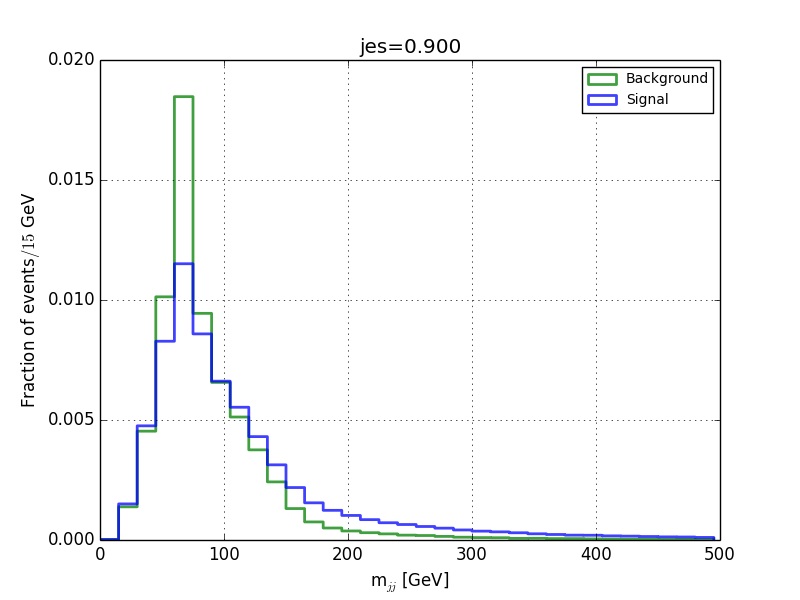 jes=0.900
0.020
0.015
0.010
0.005
0.000
Fraction of events/15 GeV
Background
Signal
0 100 200 300 400 500
m_jj [GeV]